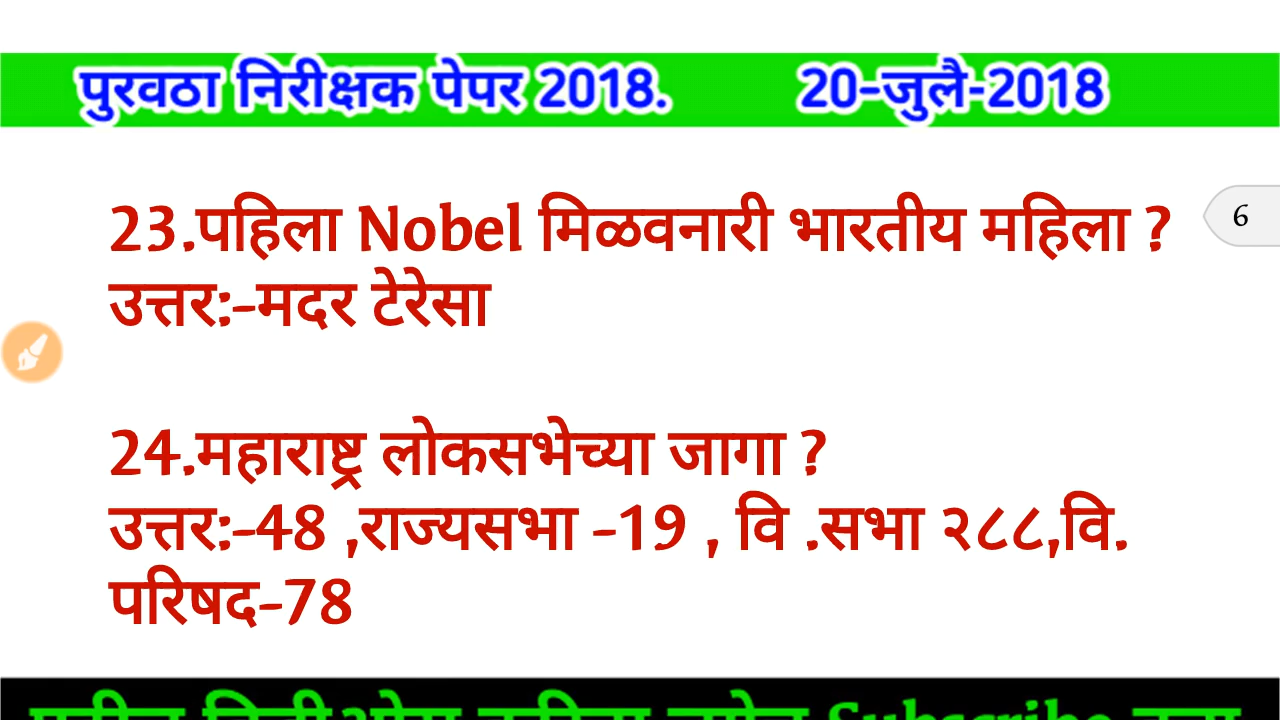 पुरवठा निरीक्षक पेपर 2018. 20-जुलै-2018
23.पहिला Nobel मिळवनारी भारतीय महिला ?
6
उत्तर:-मदर टेरेसा
24.महाराष्ट्र लोकसभेच्या जागा ?
उत्तर:-48 ,राज्यसभा -19 , वि .सभा २८८,वि.
परिषद-78
Subscribe